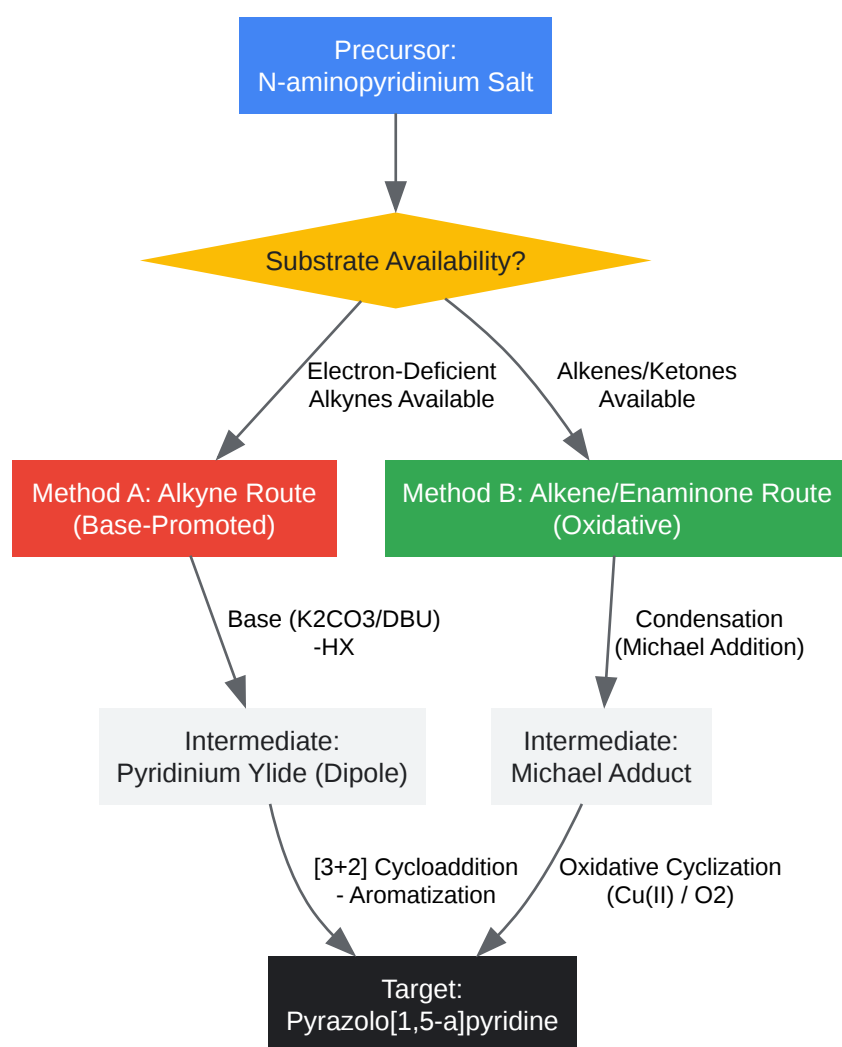 Precursor:
N-aminopyridinium Salt
Substrate Availability?
Electron-Deficient
Alkynes Available
Alkenes/Ketones
Available
Method A: Alkyne Route
(Base-Promoted)
Method B: Alkene/Enaminone Route
(Oxidative)
Base (K2CO3/DBU)
-HX
Condensation
(Michael Addition)
Intermediate:
Pyridinium Ylide (Dipole)
Intermediate:
Michael Adduct
[3+2] Cycloaddition
- Aromatization
Oxidative Cyclization
(Cu(II) / O2)
Target:
Pyrazolo[1,5-a]pyridine